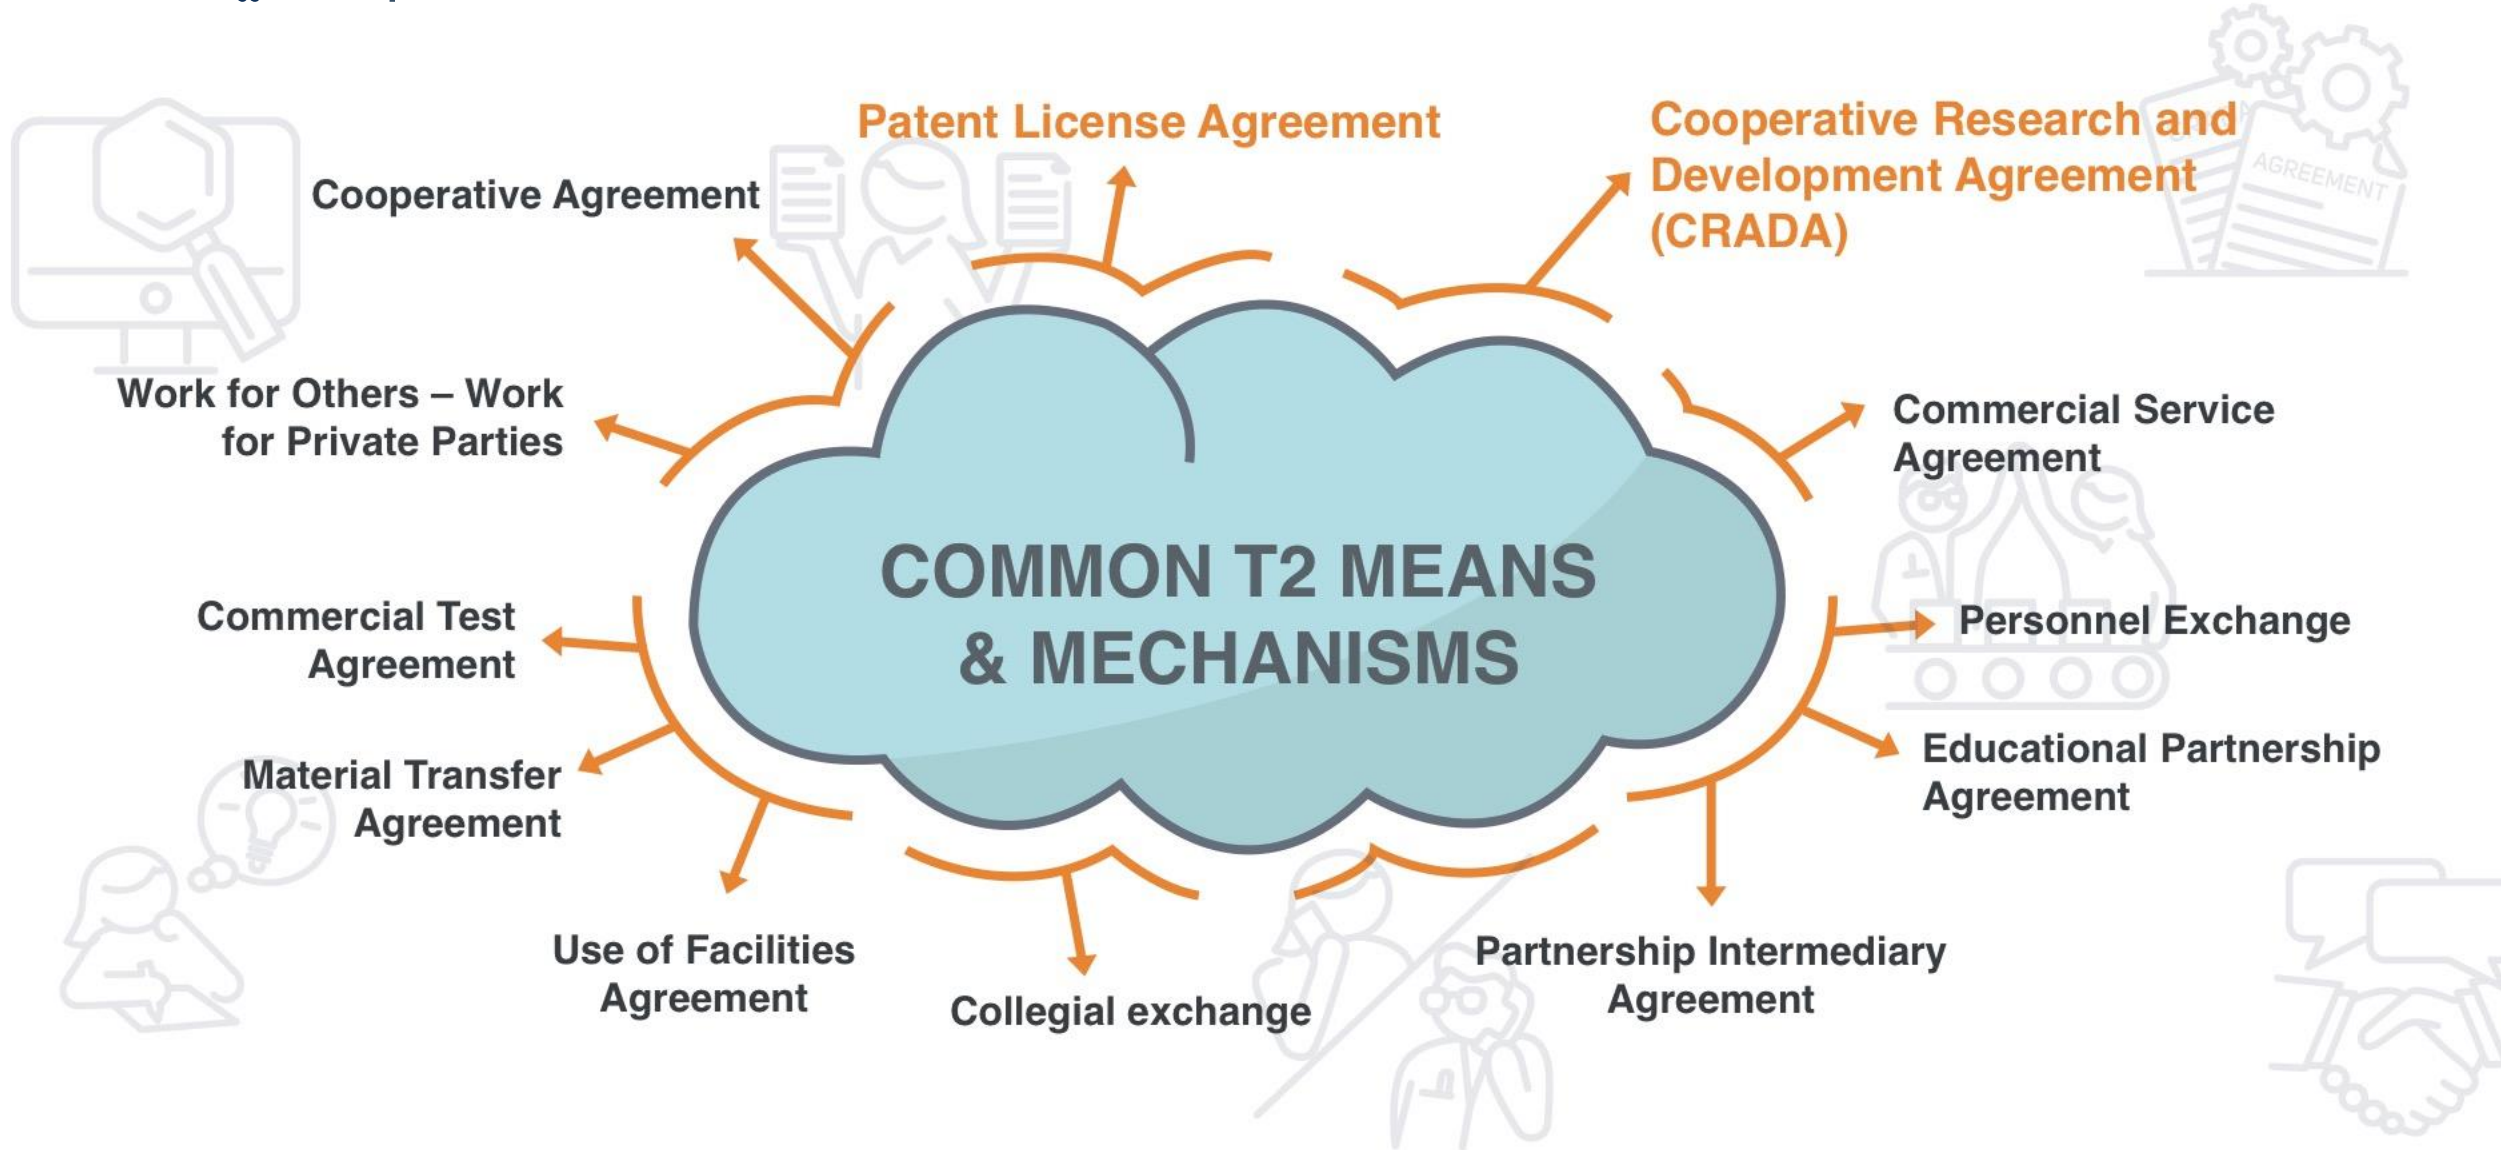 Patent License Agreement
Cooperative Research and
Development Agreement
(CRADA)
Cooperative Agreement
AGREEMENT
Work for Others – Work
for Private Parties
Commercial Service
Agreement
COMMON T2 MEANS
& MECHANISMS
Commercial Test
Agreement
Personnel Exchange
Material Transfer
Agreement
Educational Partnership
Agreement
Use of Facilities
Agreement
Collegial exchange
Partnership Intermediary
Agreement